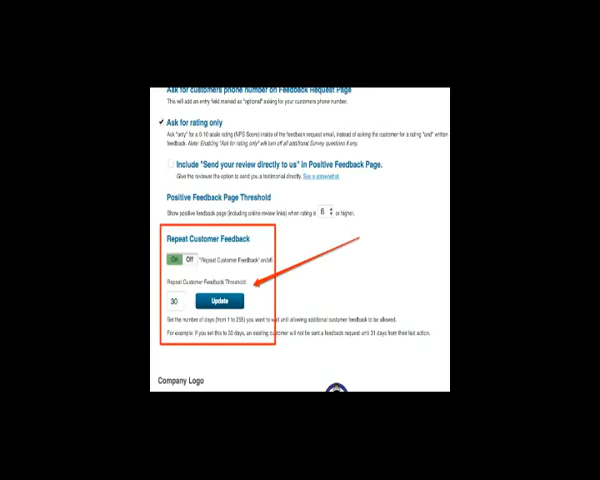 Ask for customers phone number on Feedback Request Page
This will add an entry field marked as "optional" asking for your customers phone number.
Ask for rating only
Ask "only" for a 0-10 scale rating (NPS Score) inside of the feedback request email, instead of asking the customer for a rating "and" written
feedback. Note: Enabling "Ask for rating only" will turn off all additional Survey questions if any.
Include "Send your review directly to us" in Positive Feedback Page.
Give the reviewer the option to send you a testimonial directly. See a screenshot
Positive Feedback Page Threshold
Show positive feedback page (including online review links) when rating is 6 or higher.
Repeat Customer Feedback
On Off "Repeat Customer Feedback" on/off.
Repeat Customer Feedback Threshold:
30 Update
Set the number of days (from 1 to 255) you want to wait until allowing additional customer feedback to be allowed.
For example: If you set this to 30 days, an existing customer will not be sent a feedback request until 31 days from their last action.
Company Logo